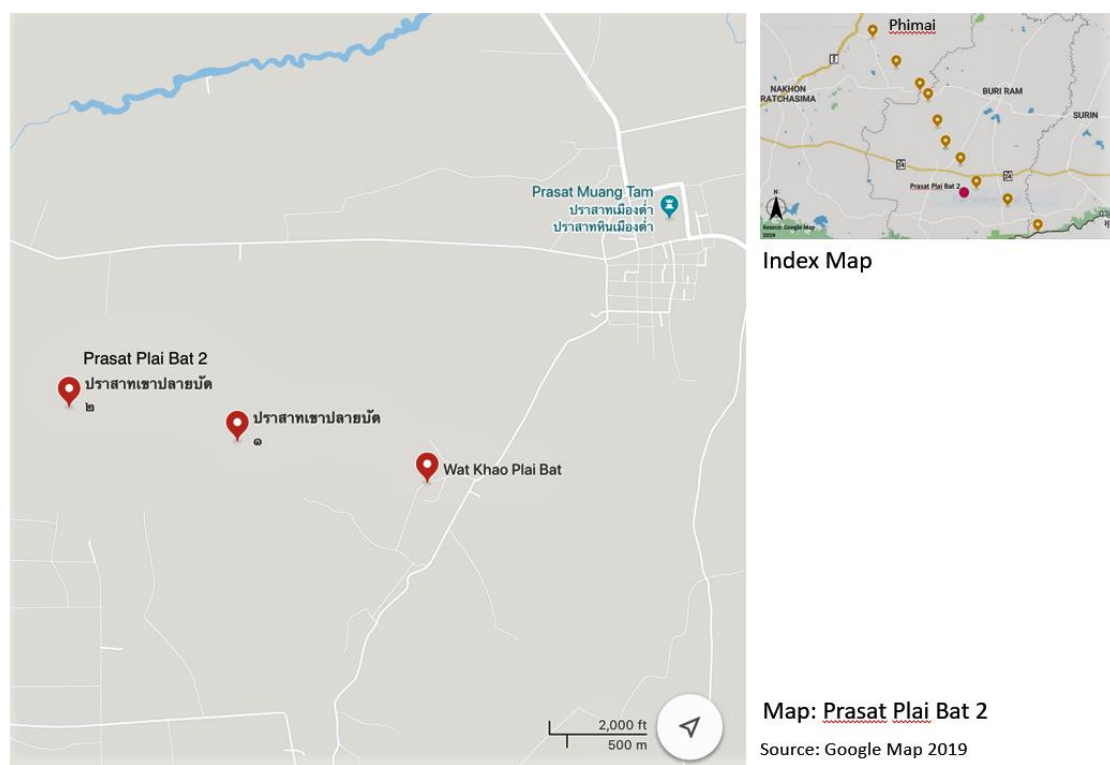 Prasat Muang Tam
ปราสาทเมืองต่ำ
ปราสาทหินเมืองต่ำ
Prasat Plai Bat 2
ปราสาทเขาปลายบัด
๒
ปราสาทเขาปลายบัด
๑
Wat Khao Plai Bat
2,000 ft
500 m
Phimai
NAKHON
RATCHASIMA
BURI RAM
SURIN
24
24
Prasat Plai Bat 2
N
Source: Google Map
2019
Index Map
Map: Prasat Plai Bat 2
Source: Google Map 2019